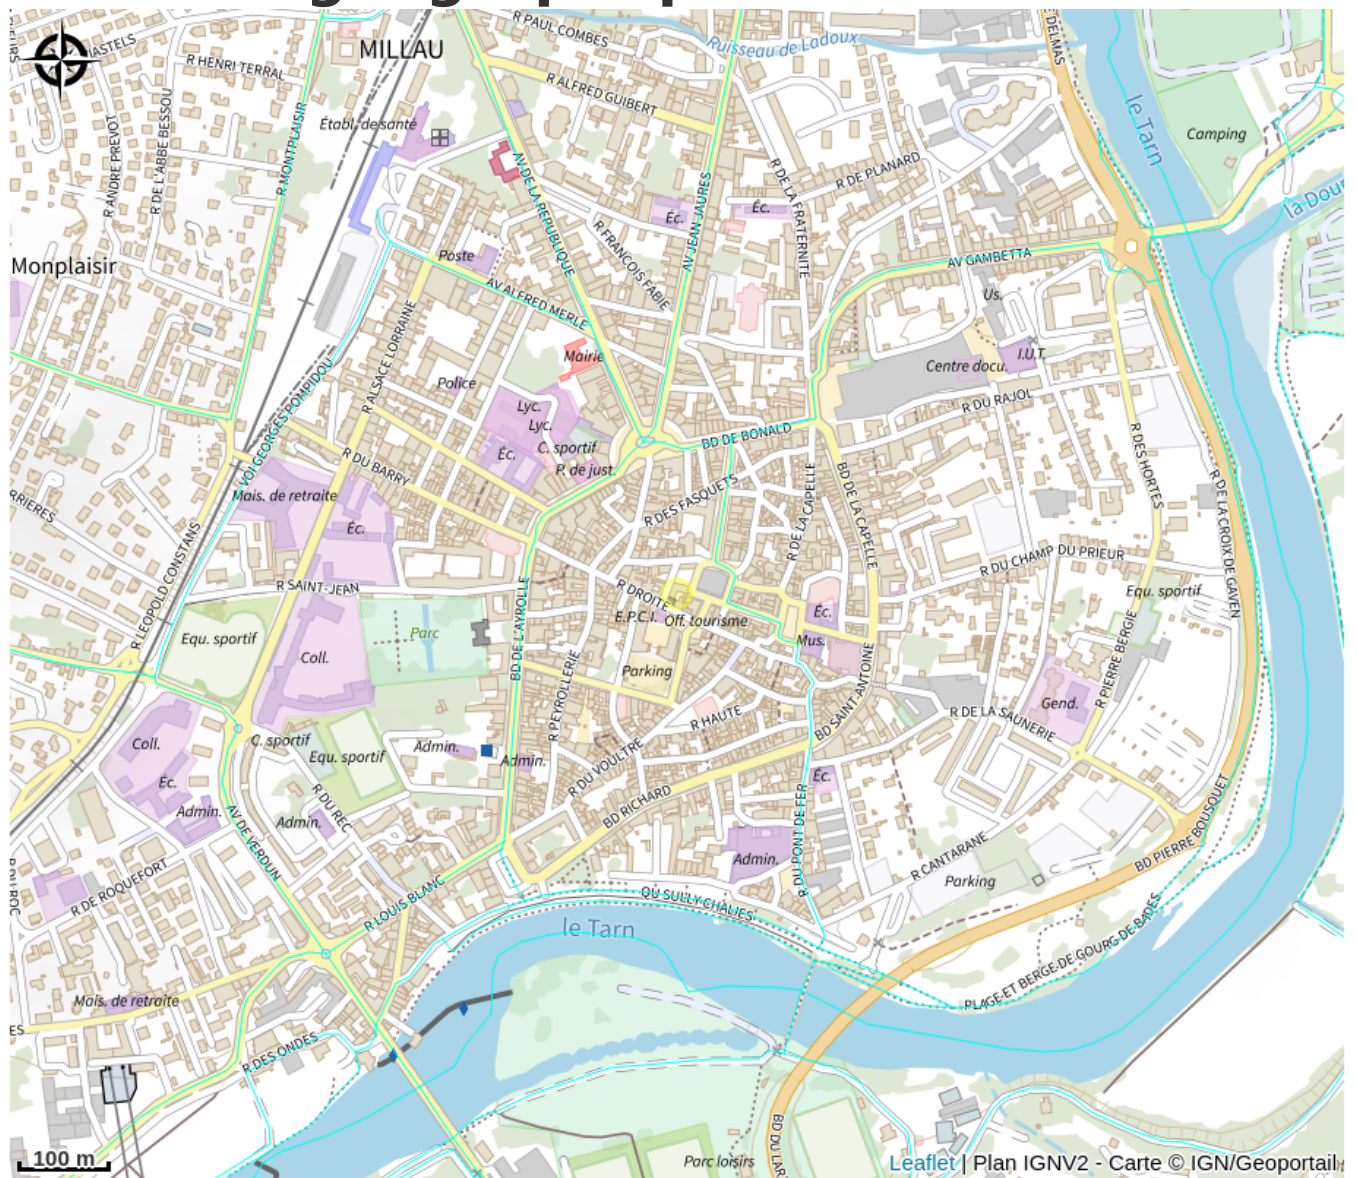 R PAUL COMBES
Ruisseau de Ladoux
E DELMAS
MILLAU
R HENRI TERRAL
R ALFRED GUIBERT
le Tarn
Camping
R ANDRE PREVOT
R DE L'ABBE BESSOU
R MONTPLAISIR
Établ. de santé
AV DE LA REPUBLIQUE
R DE LA FRATERNITE
R DE PLANARD
Éc.
Éc.
AV JEAN JAURES
R FRANCOIS FABIE
la Dour
Monplaisir
Poste
AV ALFRED MERLE
AV GAMBETTA
Us.
R ALSACE LORRAINE
Mairie
I.U.T.
Centre docu.
Police
VOI GEORGES POMPIDOU
Lyc.
Lyc.
R DU RAJOL
BD DE BONALD
C. sportif
P. de just.
Éc.
R DU BARRY
R DES HORTES
R DE LA CROIX DE GAVEN
RRIERES
Mais. de retraite
Éc.
R DES FASQUETS
R DE LA CAPELLE
BD DE LA CAPELLE
R LEOPOLD CONSTANS
R DU CHAMP DU PRIEUR
R SAINT-JEAN
R DROITE
E.P.C.I.
Off. tourisme
Éc.
Equ. sportif
Equ. sportif
Parc
BD DE L'AYROLLE
Mus.
Coll.
Parking
R PEYROLLERIE
BD SAINT-ANTOINE
R PIERRE BERGIE
Gend.
R HAUTE
R DE LA SAUNERIE
Coll.
C. sportif
Equ. sportif
Admin.
Admin.
R DU VOULTRE
Éc.
Éc.
Admin.
Admin.
R DU REC
BD RICHARD
R DU PONT DE FER
AV DE VERDUN
BD PIERRE BOUSQUET
R CANTARANE
Admin.
Parking
R DE ROQUEFORT
R LOUIS BLANC
QU SULLY CHALIES
le Tarn
PLAGE ET BERGE DE GOURG DE BADES
Mais. de retraite
ES
R DES ONDES
BD DU LAR
100 m
Parc loisirs
Leaflet | Plan IGNV2 - Carte © IGN/Geoportail